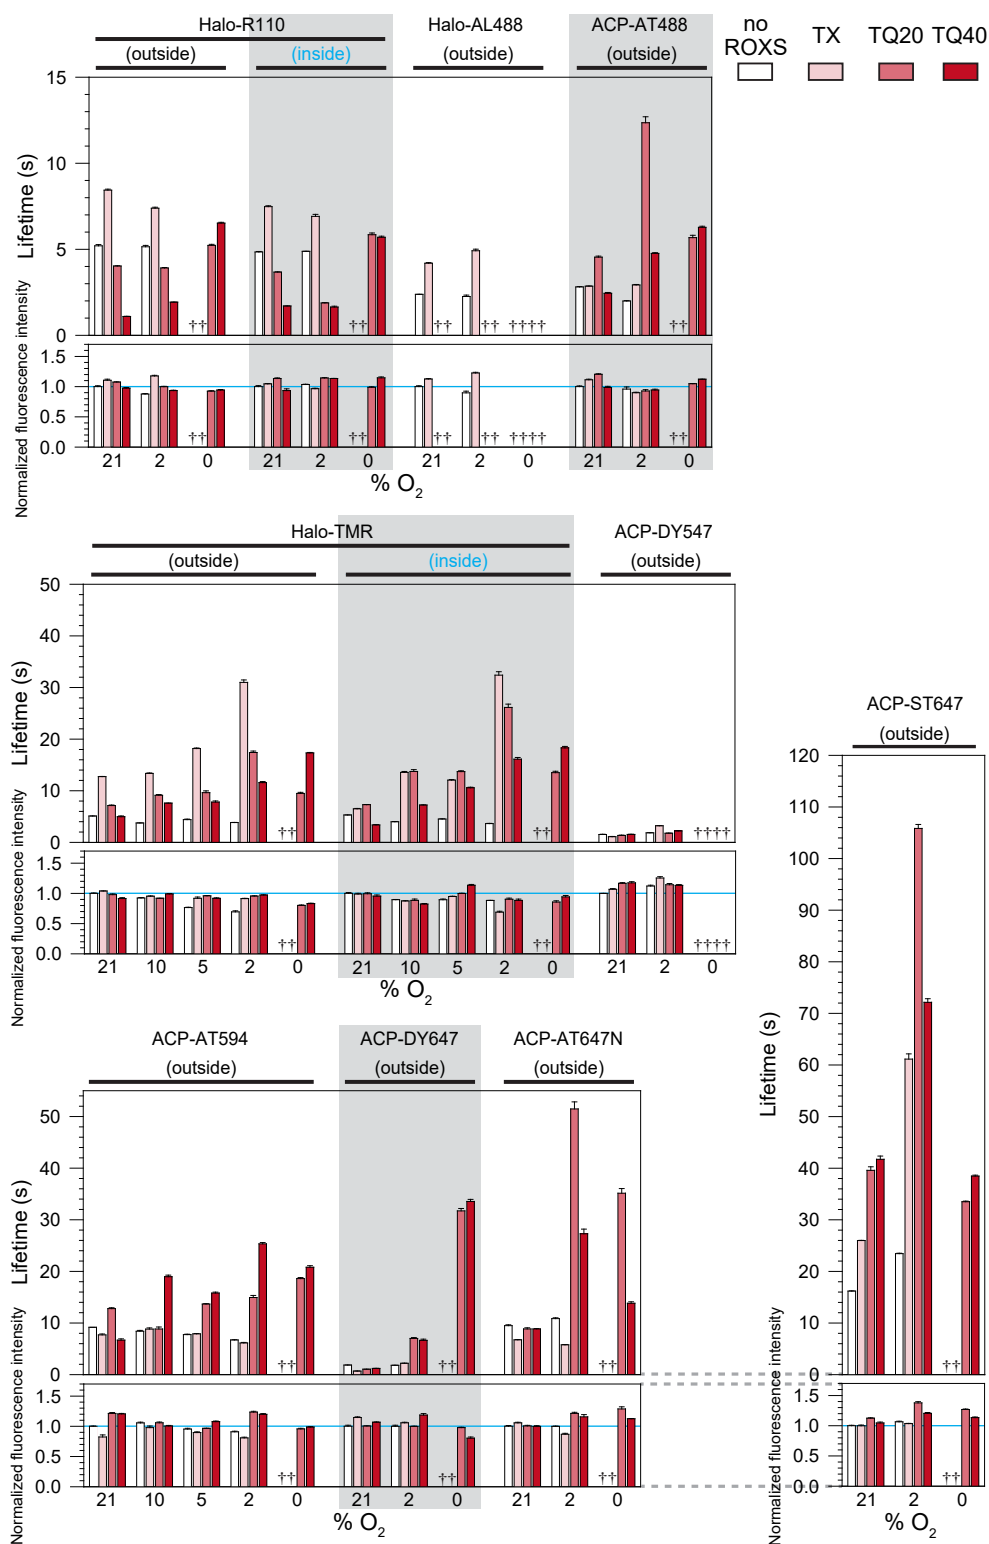 Halo-R110
Halo-AL488
ACP-AT488
no ROXS
TX
TQ20
TQ40
(outside)
(inside)
(outside)
(outside)
15
10
5
0
Lifetime (s)
†† †† †† †† †††† ††
1.5
1.0
0.5
0.0
Normalized fluorescence intensity
†† †† †† †† †††† ††
21 2 0 21 2 0 21 2 0 21 2 0
% O2
Halo-TMR
ACP-DY547
(outside)
(inside)
(outside)
50
40
30
20
10
0
Lifetime (s)
†† †† ††††
1.5
1.0
0.5
0.0
Normalized fluorescence intensity
†† †† ††††
21 10 5 2 0 21 10 5 2 0 21 2 0
% O2
ACP-AT594
ACP-DY647
ACP-AT647N
(outside)
(outside)
(outside)
50
40
30
20
10
0
Lifetime (s)
†† †† ††
1.5
1.0
0.5
0.0
Normalized fluorescence intensity
†† †† ††
21 10 5 2 0 21 2 0 21 2 0
% O2
ACP-ST647
(outside)
120
110
100
90
80
70
60
50
40
30
20
10
0
Lifetime (s)
††
1.5
1.0
0.5
0.0
Normalized fluorescence intensity
††
21 2 0
% O2